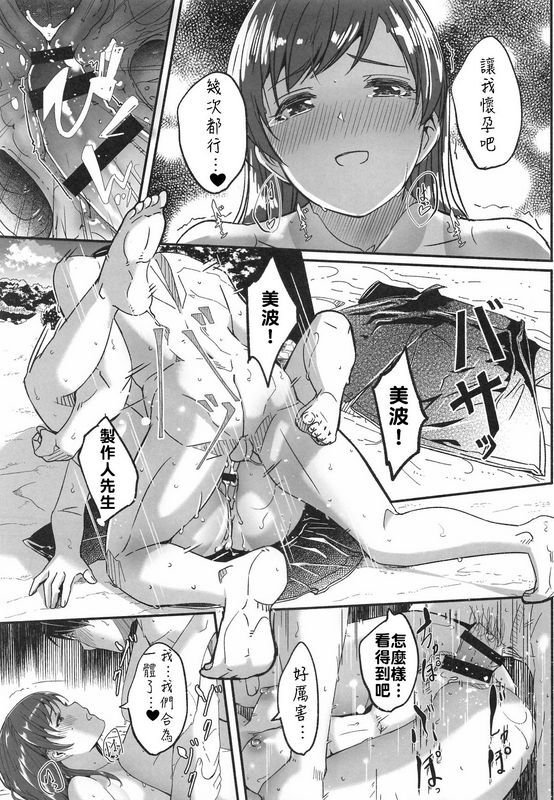 讓我懷孕吧
幾次都行…♥
バサッ
美波！
美波！
製作人先生
怎麼樣…
看得到吧
好厲害…
我…我們合為一
體了…♥